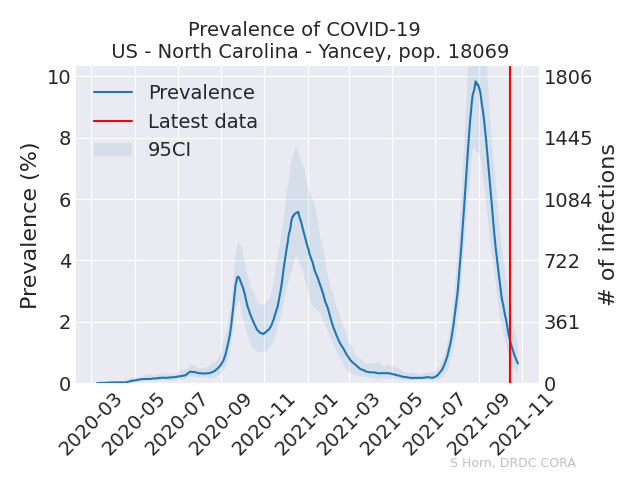 Prevalence of COVID-19
US - North Carolina - Yancey, pop. 18069
Prevalence
Latest data
95CI
Prevalence (%)
10
8
6
4
2
0
1806
1445
1084
722
361
0
# of infections
2020-03
2020-05
2020-07
2020-09
2020-11
2021-01
2021-03
2021-05
2021-07
2021-09
2021-11
S Horn, DRDC CORA